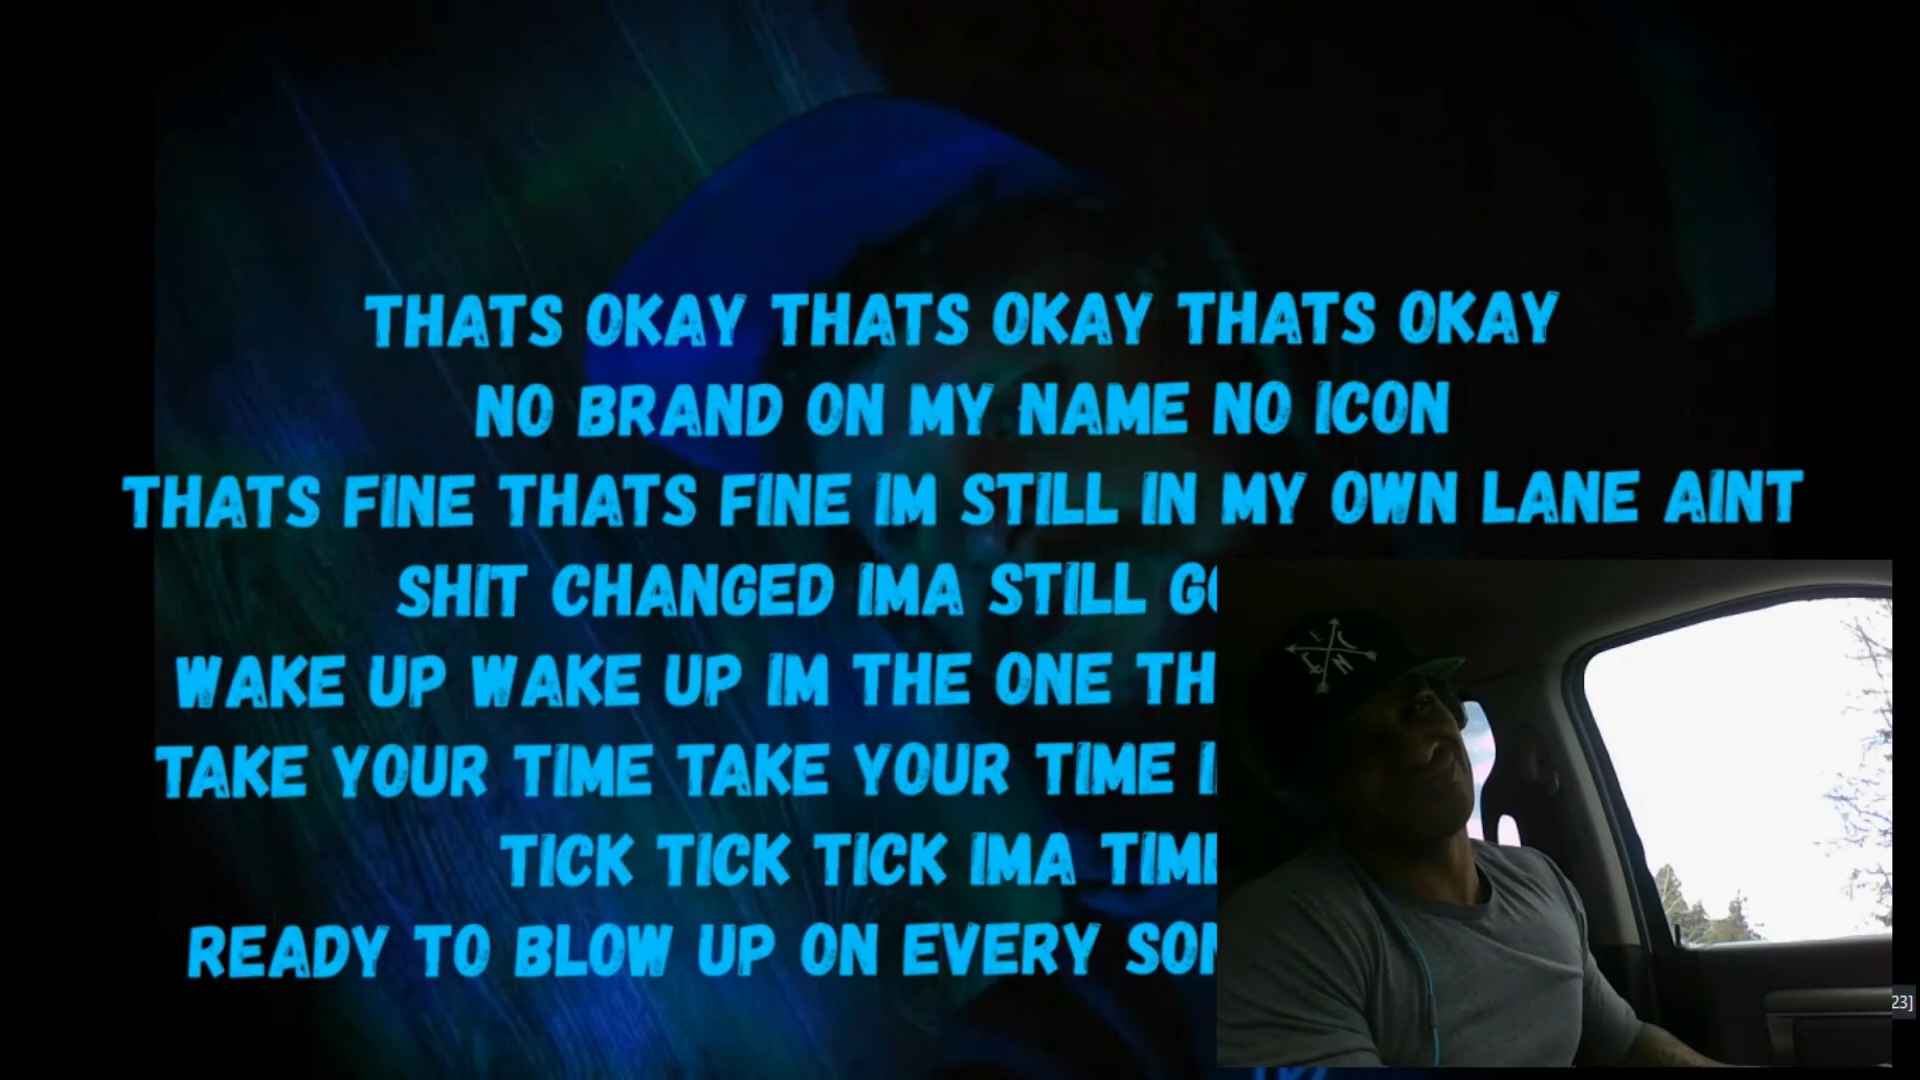 THATS OKAY THATS OKAY THATS OKAY
NO BRAND ON MY NAME NO ICON
THATS FINE THATS FINE IM STILL IN MY OWN LANE AINT
SHIT CHANGED IMA STILL
WAKE UP WAKE UP IM THE ONE
TAKE YOUR TIME TAKE YOUR TIME
TICK TICK TICK IMA
READY TO BLOW UP ON EVERY
23]